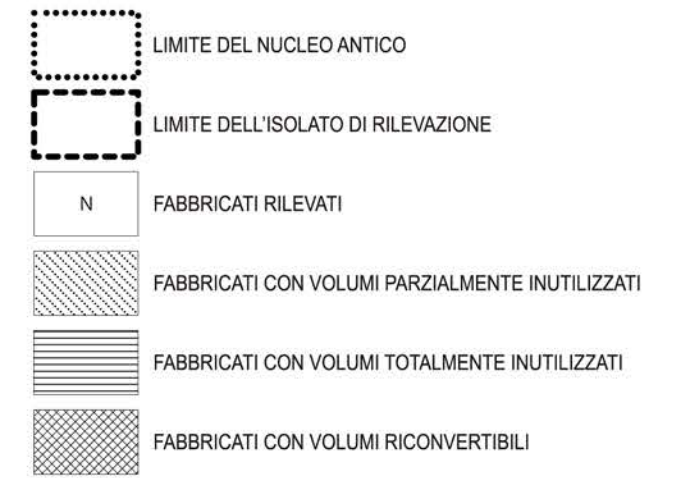 LIMITE DEL NUCLEO ANTICO
LIMITE DELL'ISOLATO DI RILEVAZIONE
N FABBRICATI RILEVATI
FABBRICATI CON VOLUMI PARZIALMENTE INUTILIZZATI
FABBRICATI CON VOLUMI TOTALMENTE INUTILIZZATI
FABBRICATI CON VOLUMI RICONVERTIBILI